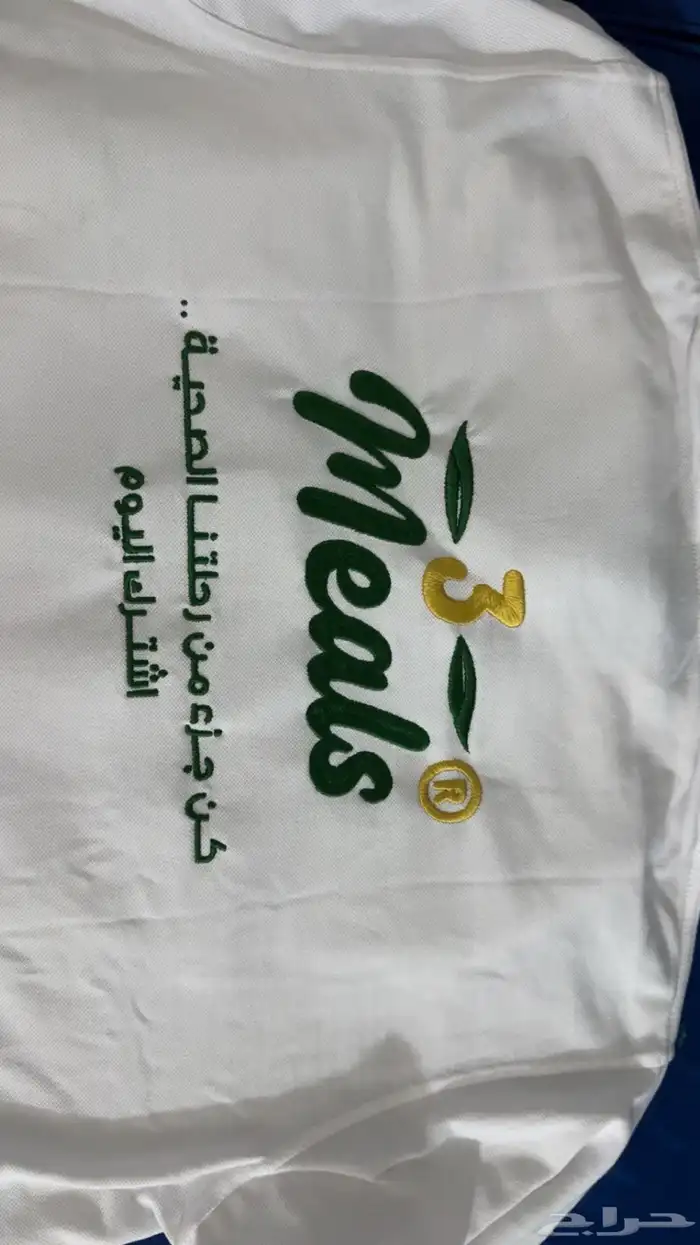 3 ®
Meals
كن جزء من رحلتنا الصحية ..
اشترك اليوم
حراج